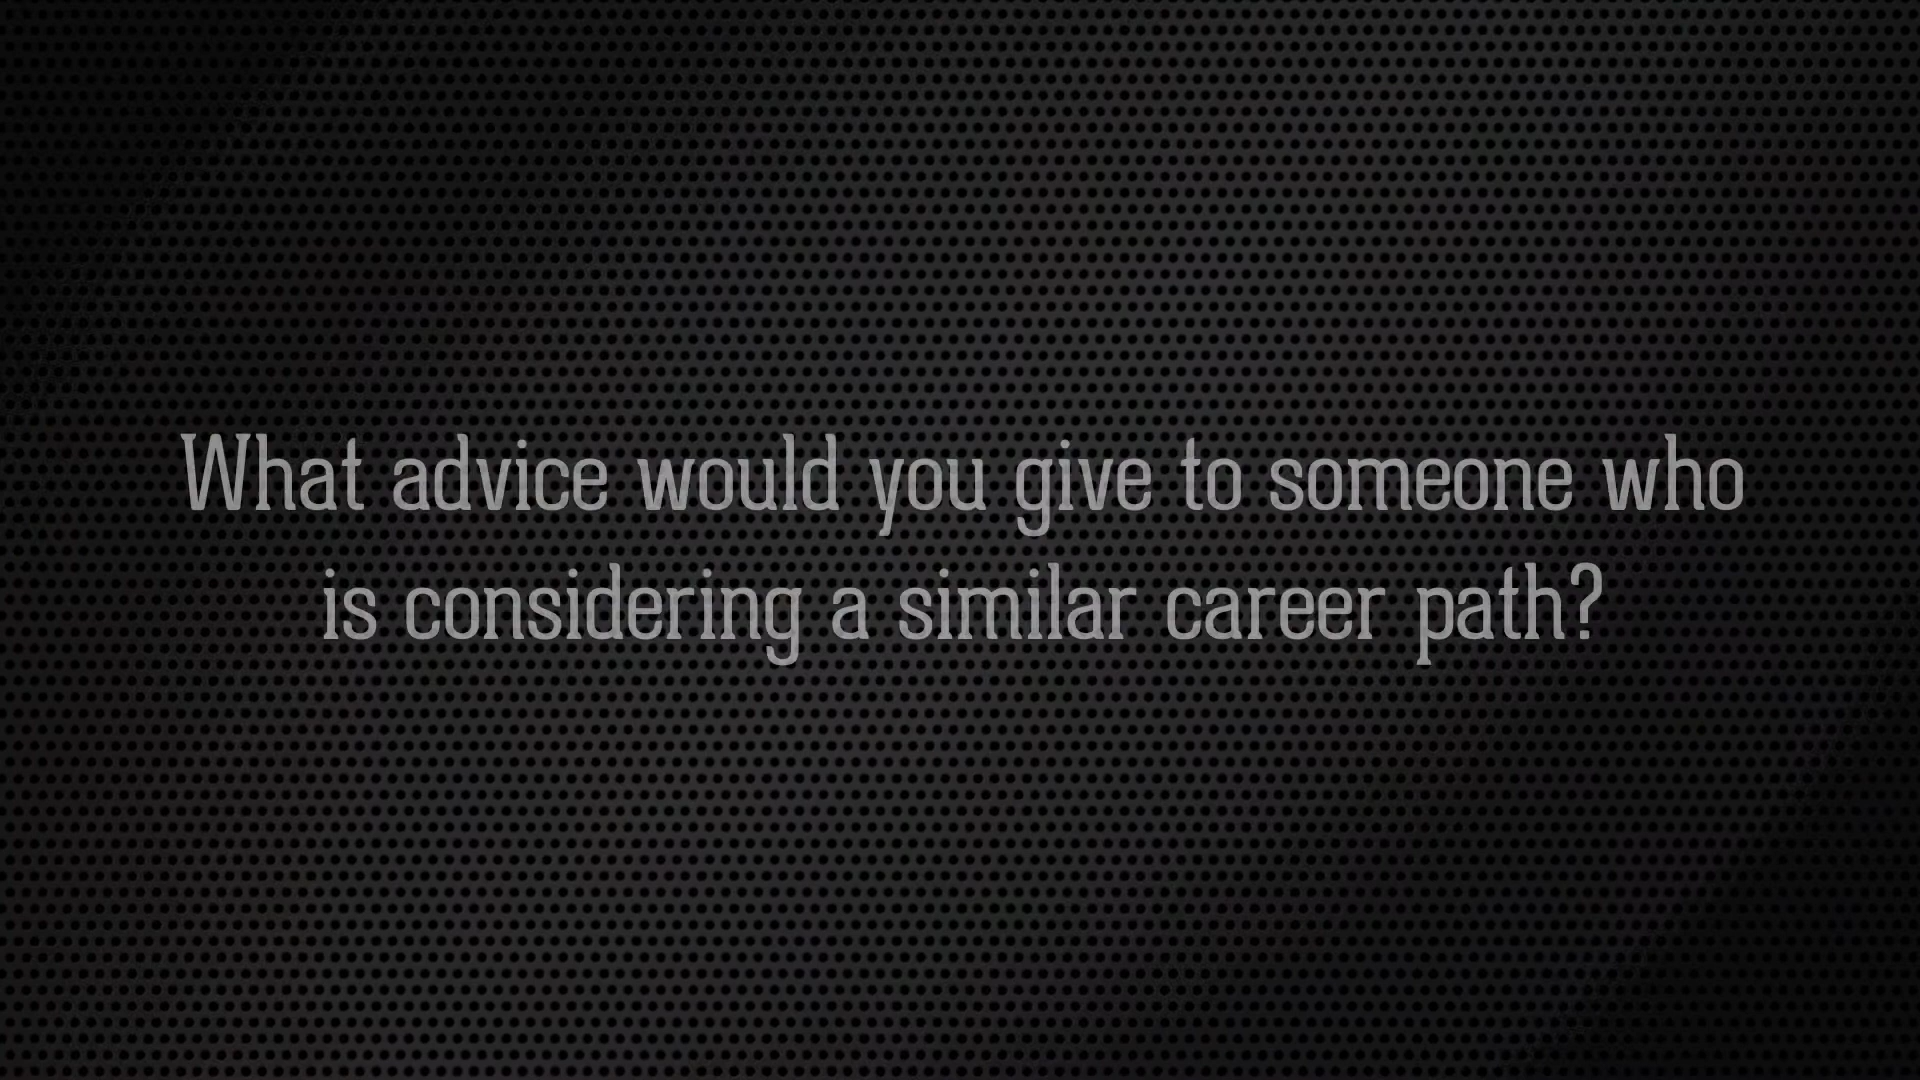 What advice would you give to someone who
is considering a similar career path?